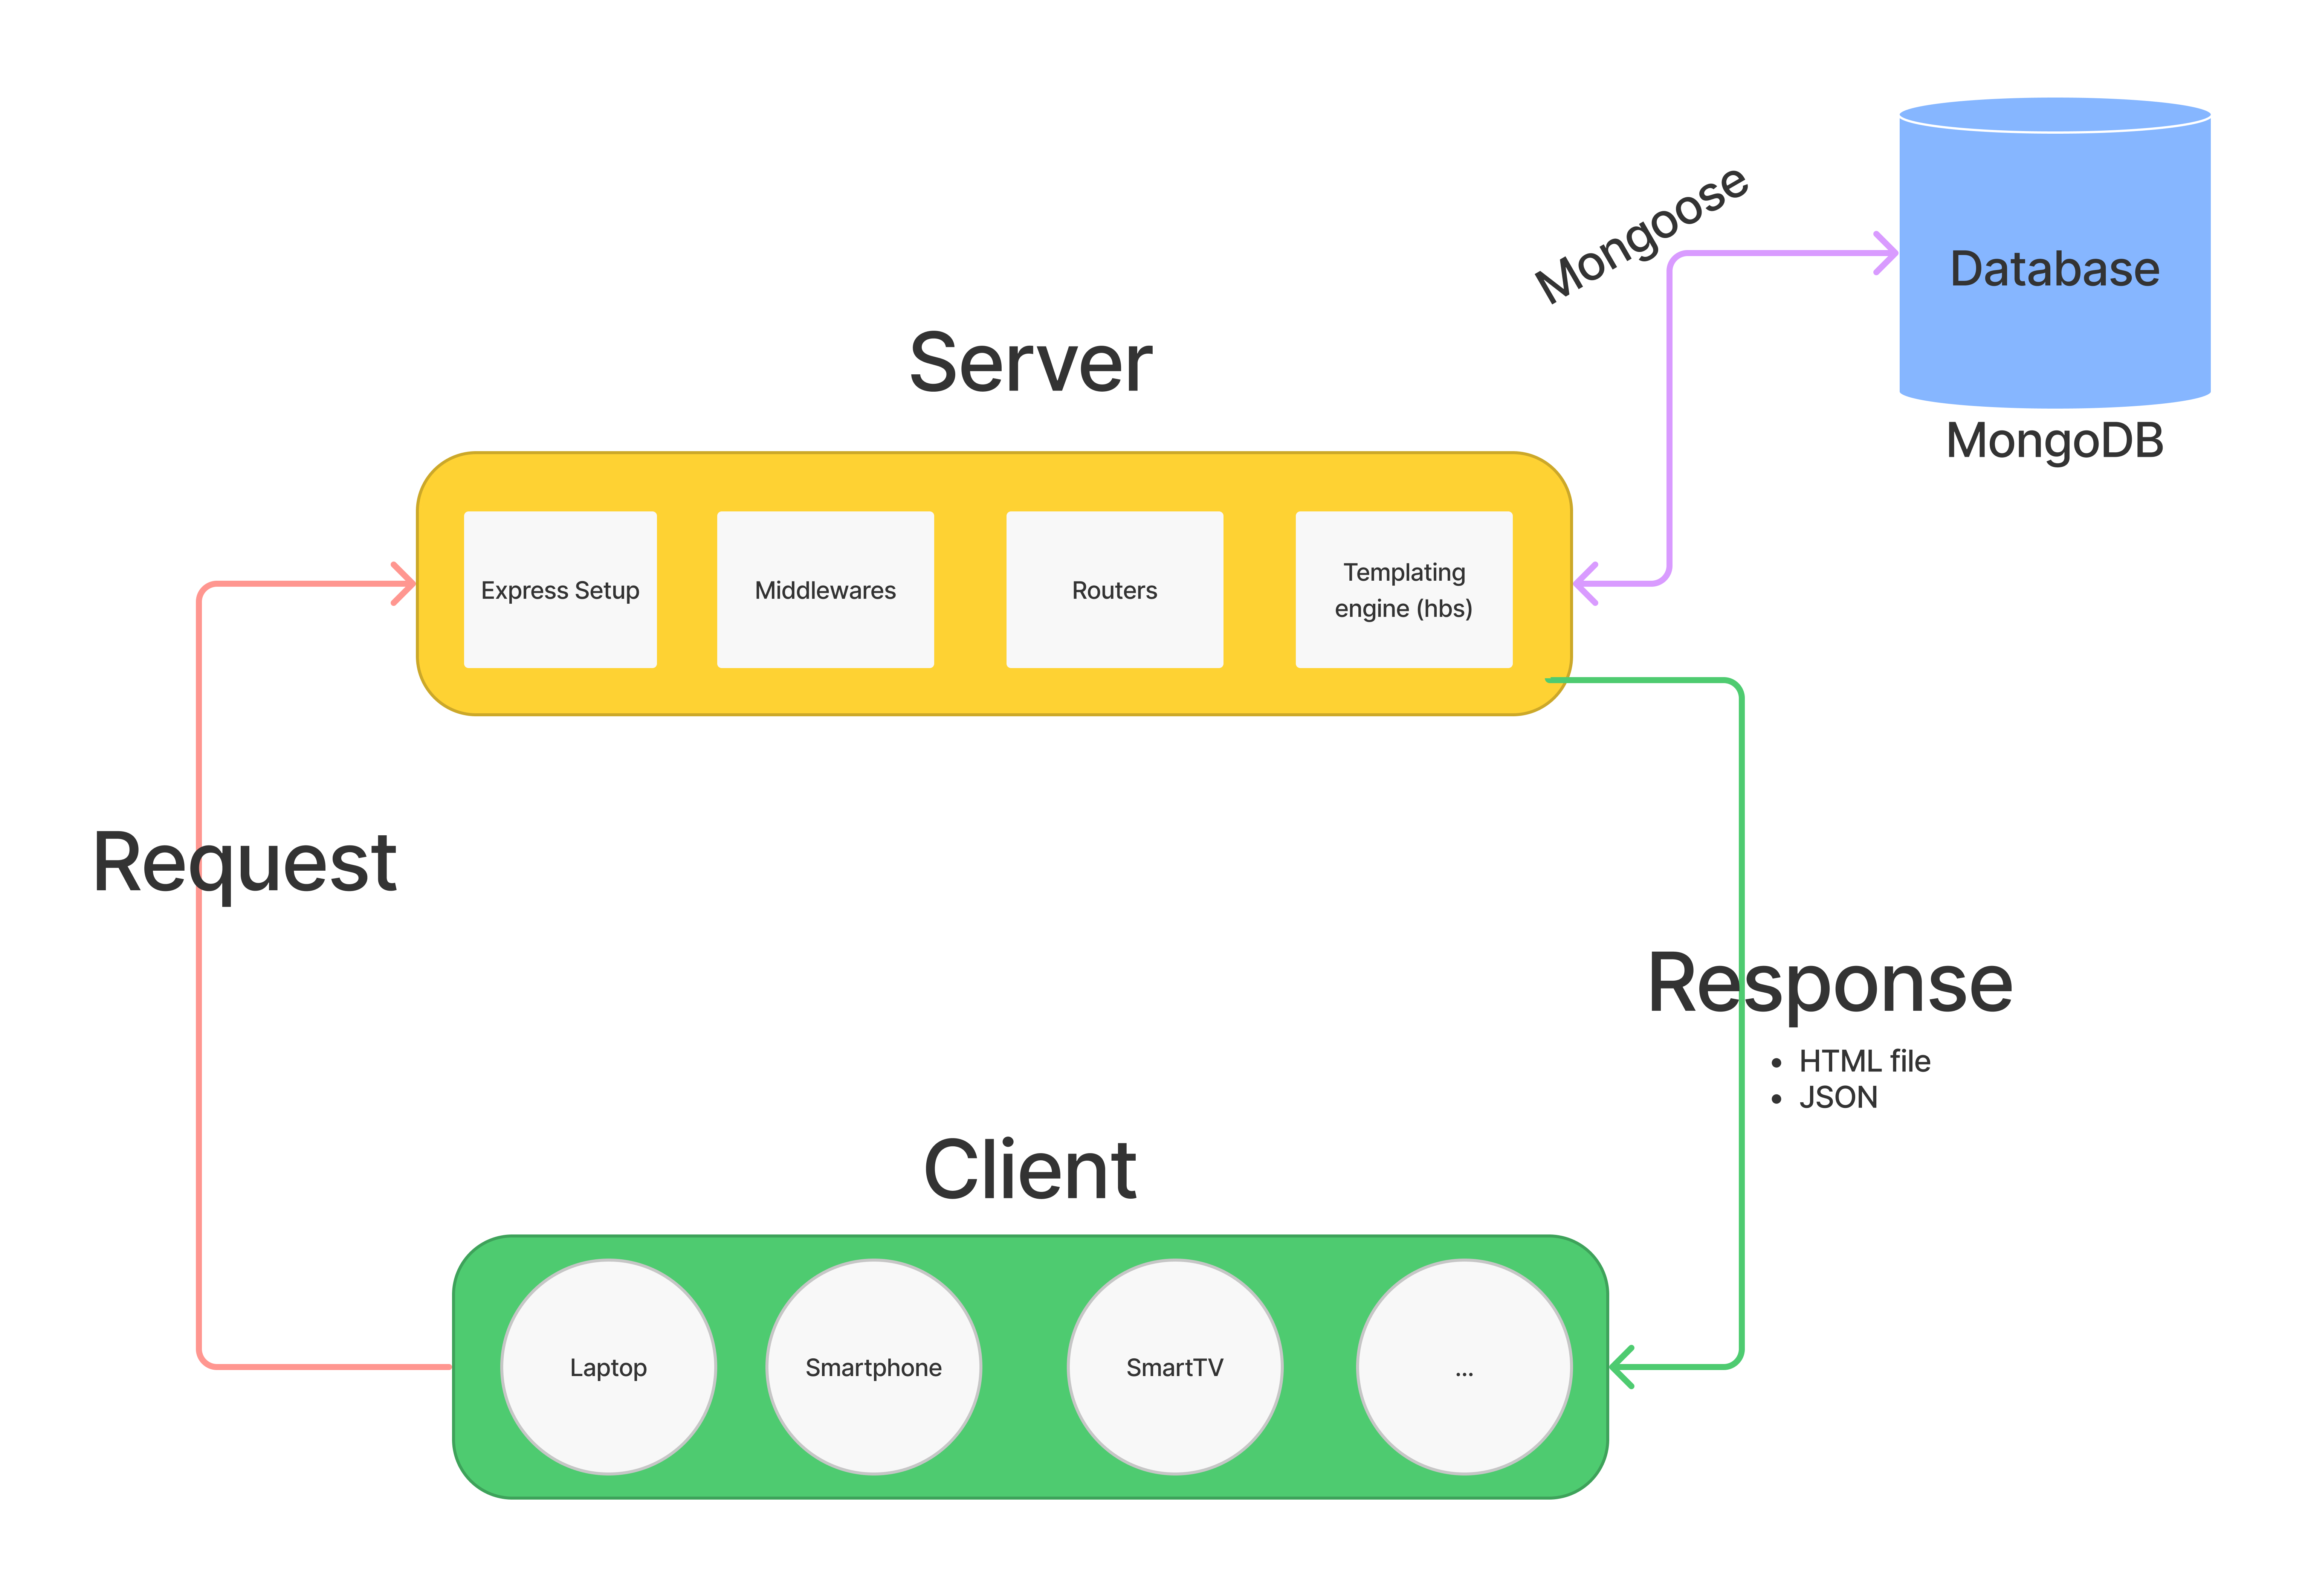 Mongoose
Database
MongoDB
Server
Express Setup
Middlewares
Routers
Templating
engine (hbs)
Request
Response
• HTML file
• JSON
Client
Laptop
Smartphone
SmartTV
...